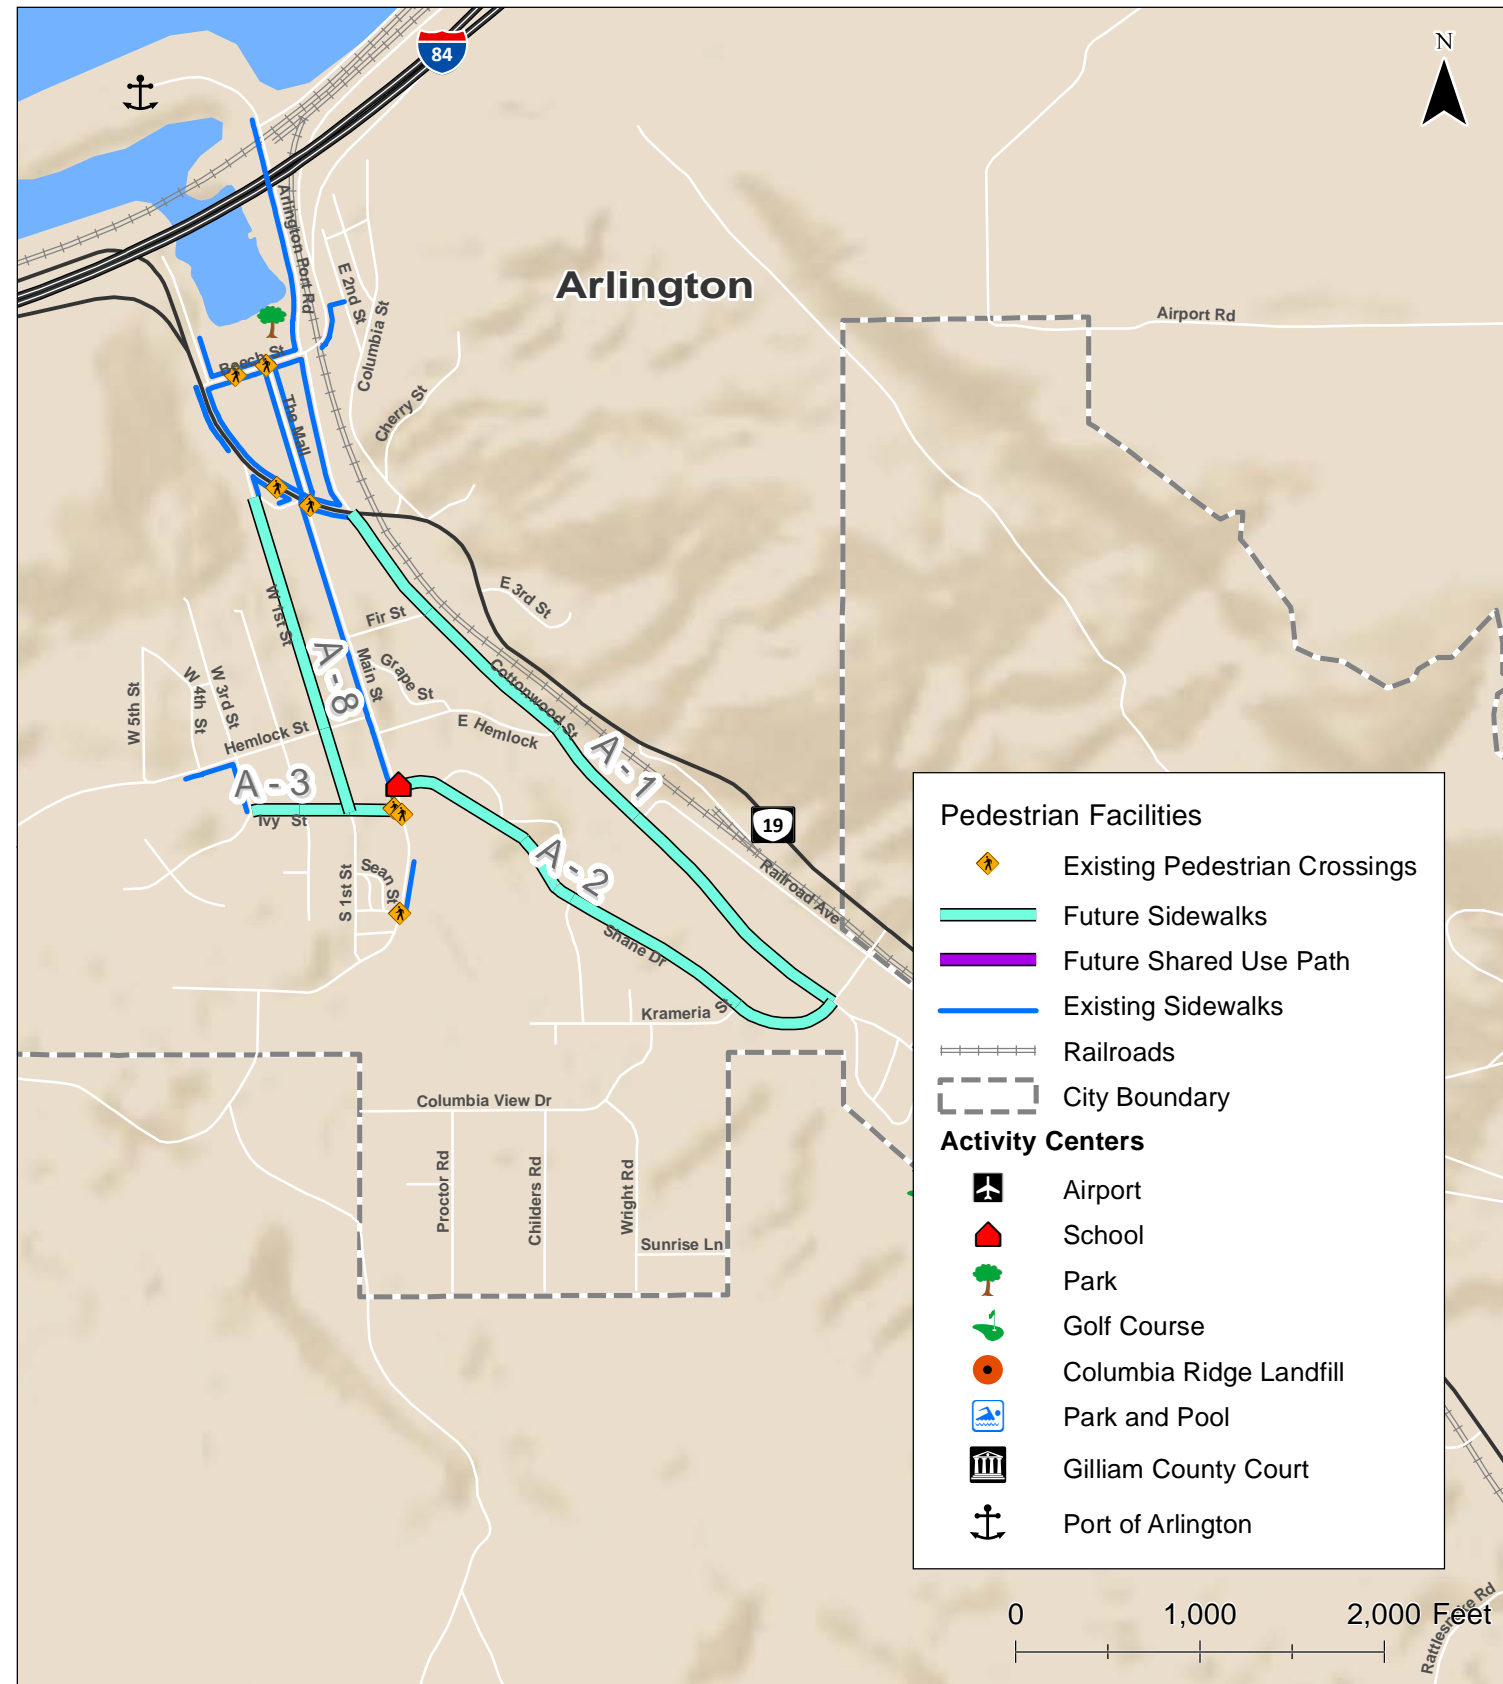 84
N
Arlington Port Rd
E 2nd St
Arlington
Columbia St
Airport Rd
Beech St
The Mall
Cherry St
E 3rd St
W 1st St
Fir St
A - 8
Main St
Grape St
Cottonwood St
W 5th St
W 4th St
W 3rd St
Hemlock St
E Hemlock
A - 1
A - 3
Ivy St
19
A - 2
Sean St
S 1st St
Railroad Ave
Shane Dr
Krameria St
Columbia View Dr
Proctor Rd
Childers Rd
Wright Rd
Sunrise Ln
Pedestrian Facilities
Existing Pedestrian Crossings
Future Sidewalks
Future Shared Use Path
Existing Sidewalks
Railroads
City Boundary
Activity Centers
Airport
School
Park
Golf Course
Columbia Ridge Landfill
Park and Pool
Gilliam County Court
Port of Arlington
0 1,000 2,000 Feet
Rd